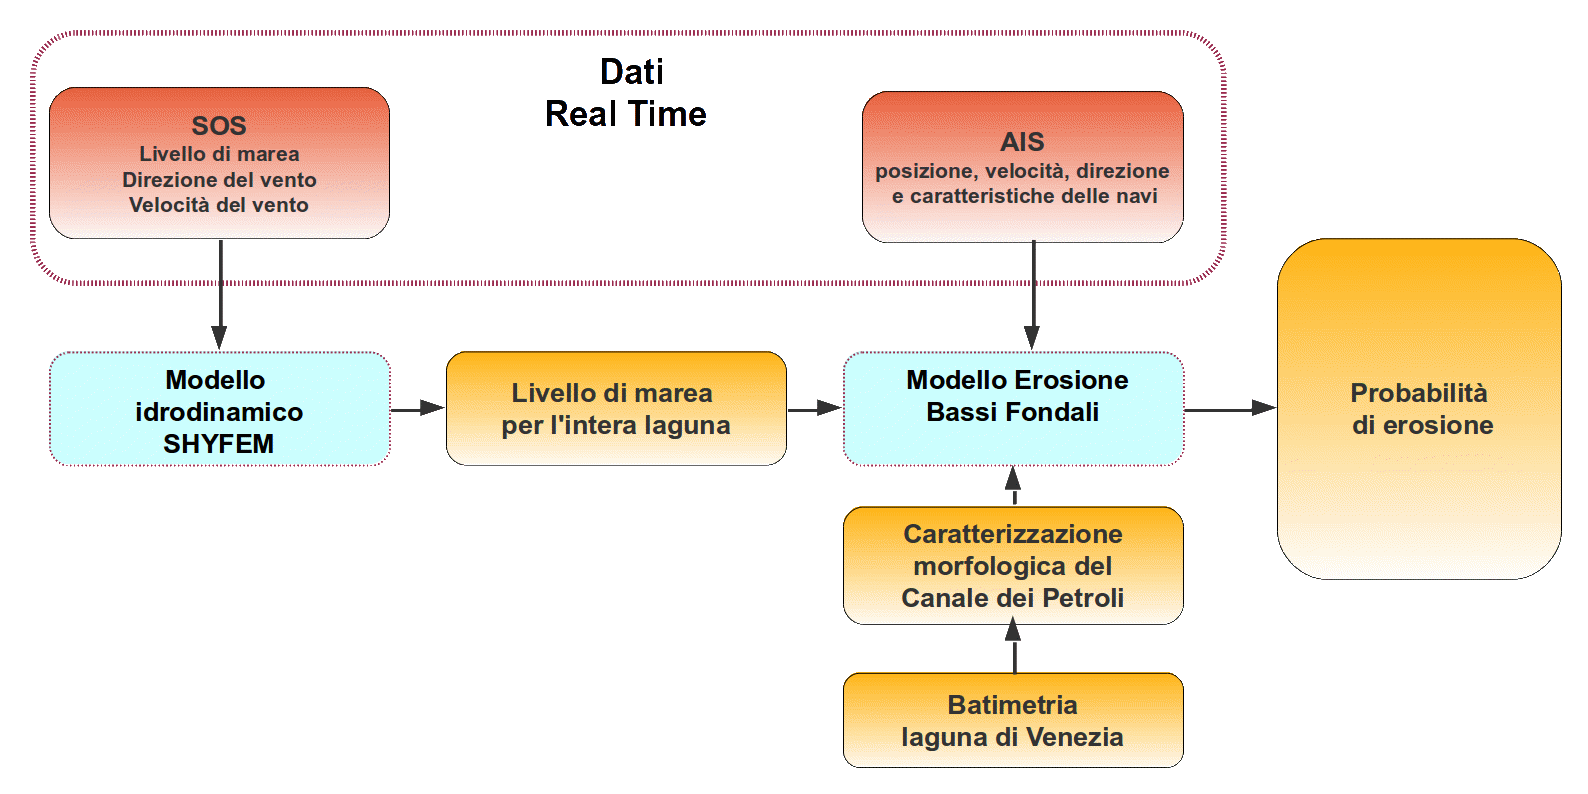 Dati
Real Time
SOS
Livello di marea
Direzione del vento
Velocità del vento
AIS
posizione, velocità, direzione
e caratteristiche delle navi
Modello
idrodinamico
SHYFEM
Livello di marea
per l'intera laguna
Modello Erosione
Bassi Fondali
Probabilità
di erosione
Caratterizzazione
morfologica del
Canale dei Petroli
Batimetria
laguna di Venezia